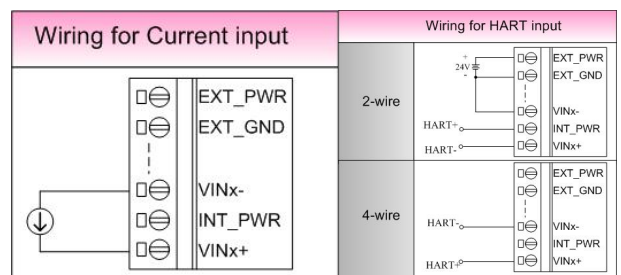 Wiring for Current input
EXT_PWR
EXT_GND
VINx-
INT_PWR
VINx+
Wiring for HART input
2-wire
+
24V
-
EXT_PWR
EXT_GND
VINx-
HART+
INT_PWR
HART-
VINx+
4-wire
EXT_PWR
EXT_GND
HART-
VINx-
INT_PWR
HART+
VINx+